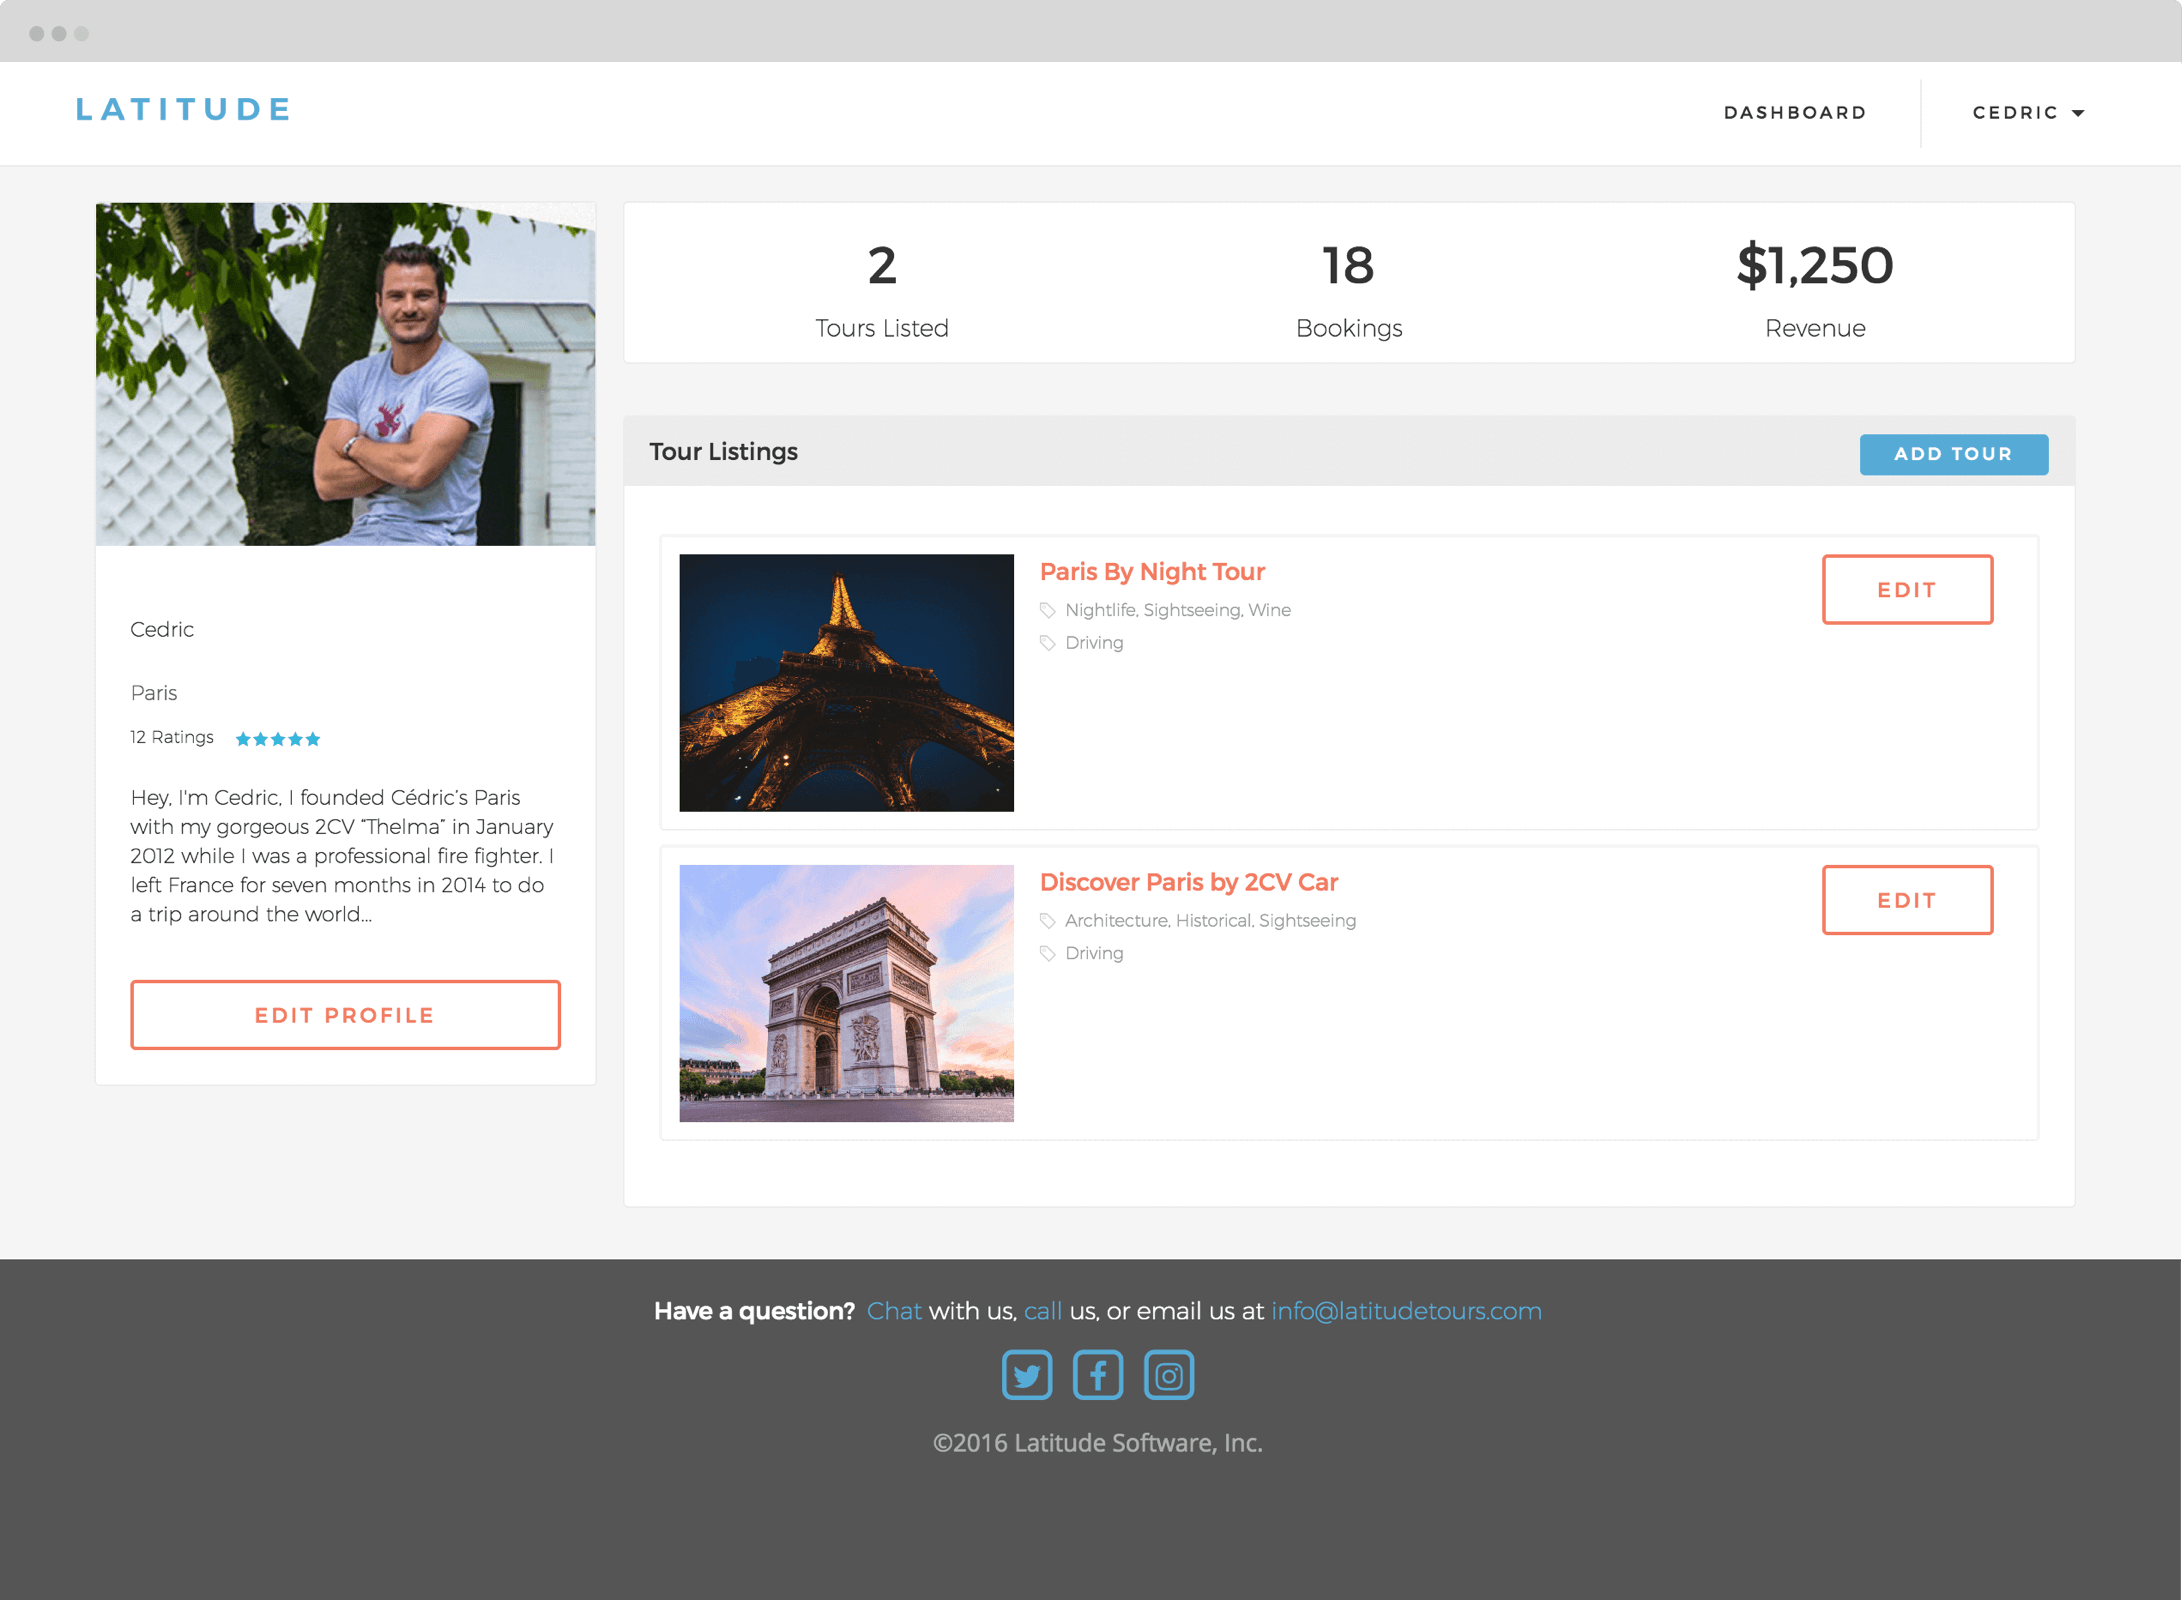 LATITUDE
DASHBOARD
CEDRIC
2
Tours Listed
18
Bookings
$1,250
Revenue
Cedric
Paris
12 Ratings
Hey, I'm Cedric, I founded Cédric’s Paris
with my gorgeous 2CV “Thelma” in January
2012 while I was a professional fire fighter. I
left France for seven months in 2014 to do
a trip around the world...
EDIT PROFILE
Tour Listings
ADD TOUR
Paris By Night Tour
Nightlife, Sightseeing, Wine
Driving
EDIT
Discover Paris by 2CV Car
Architecture, Historical, Sightseeing
Driving
EDIT
Have a question? Chat with us, call us, or email us at info@latitudetours.com
©2016 Latitude Software, Inc.